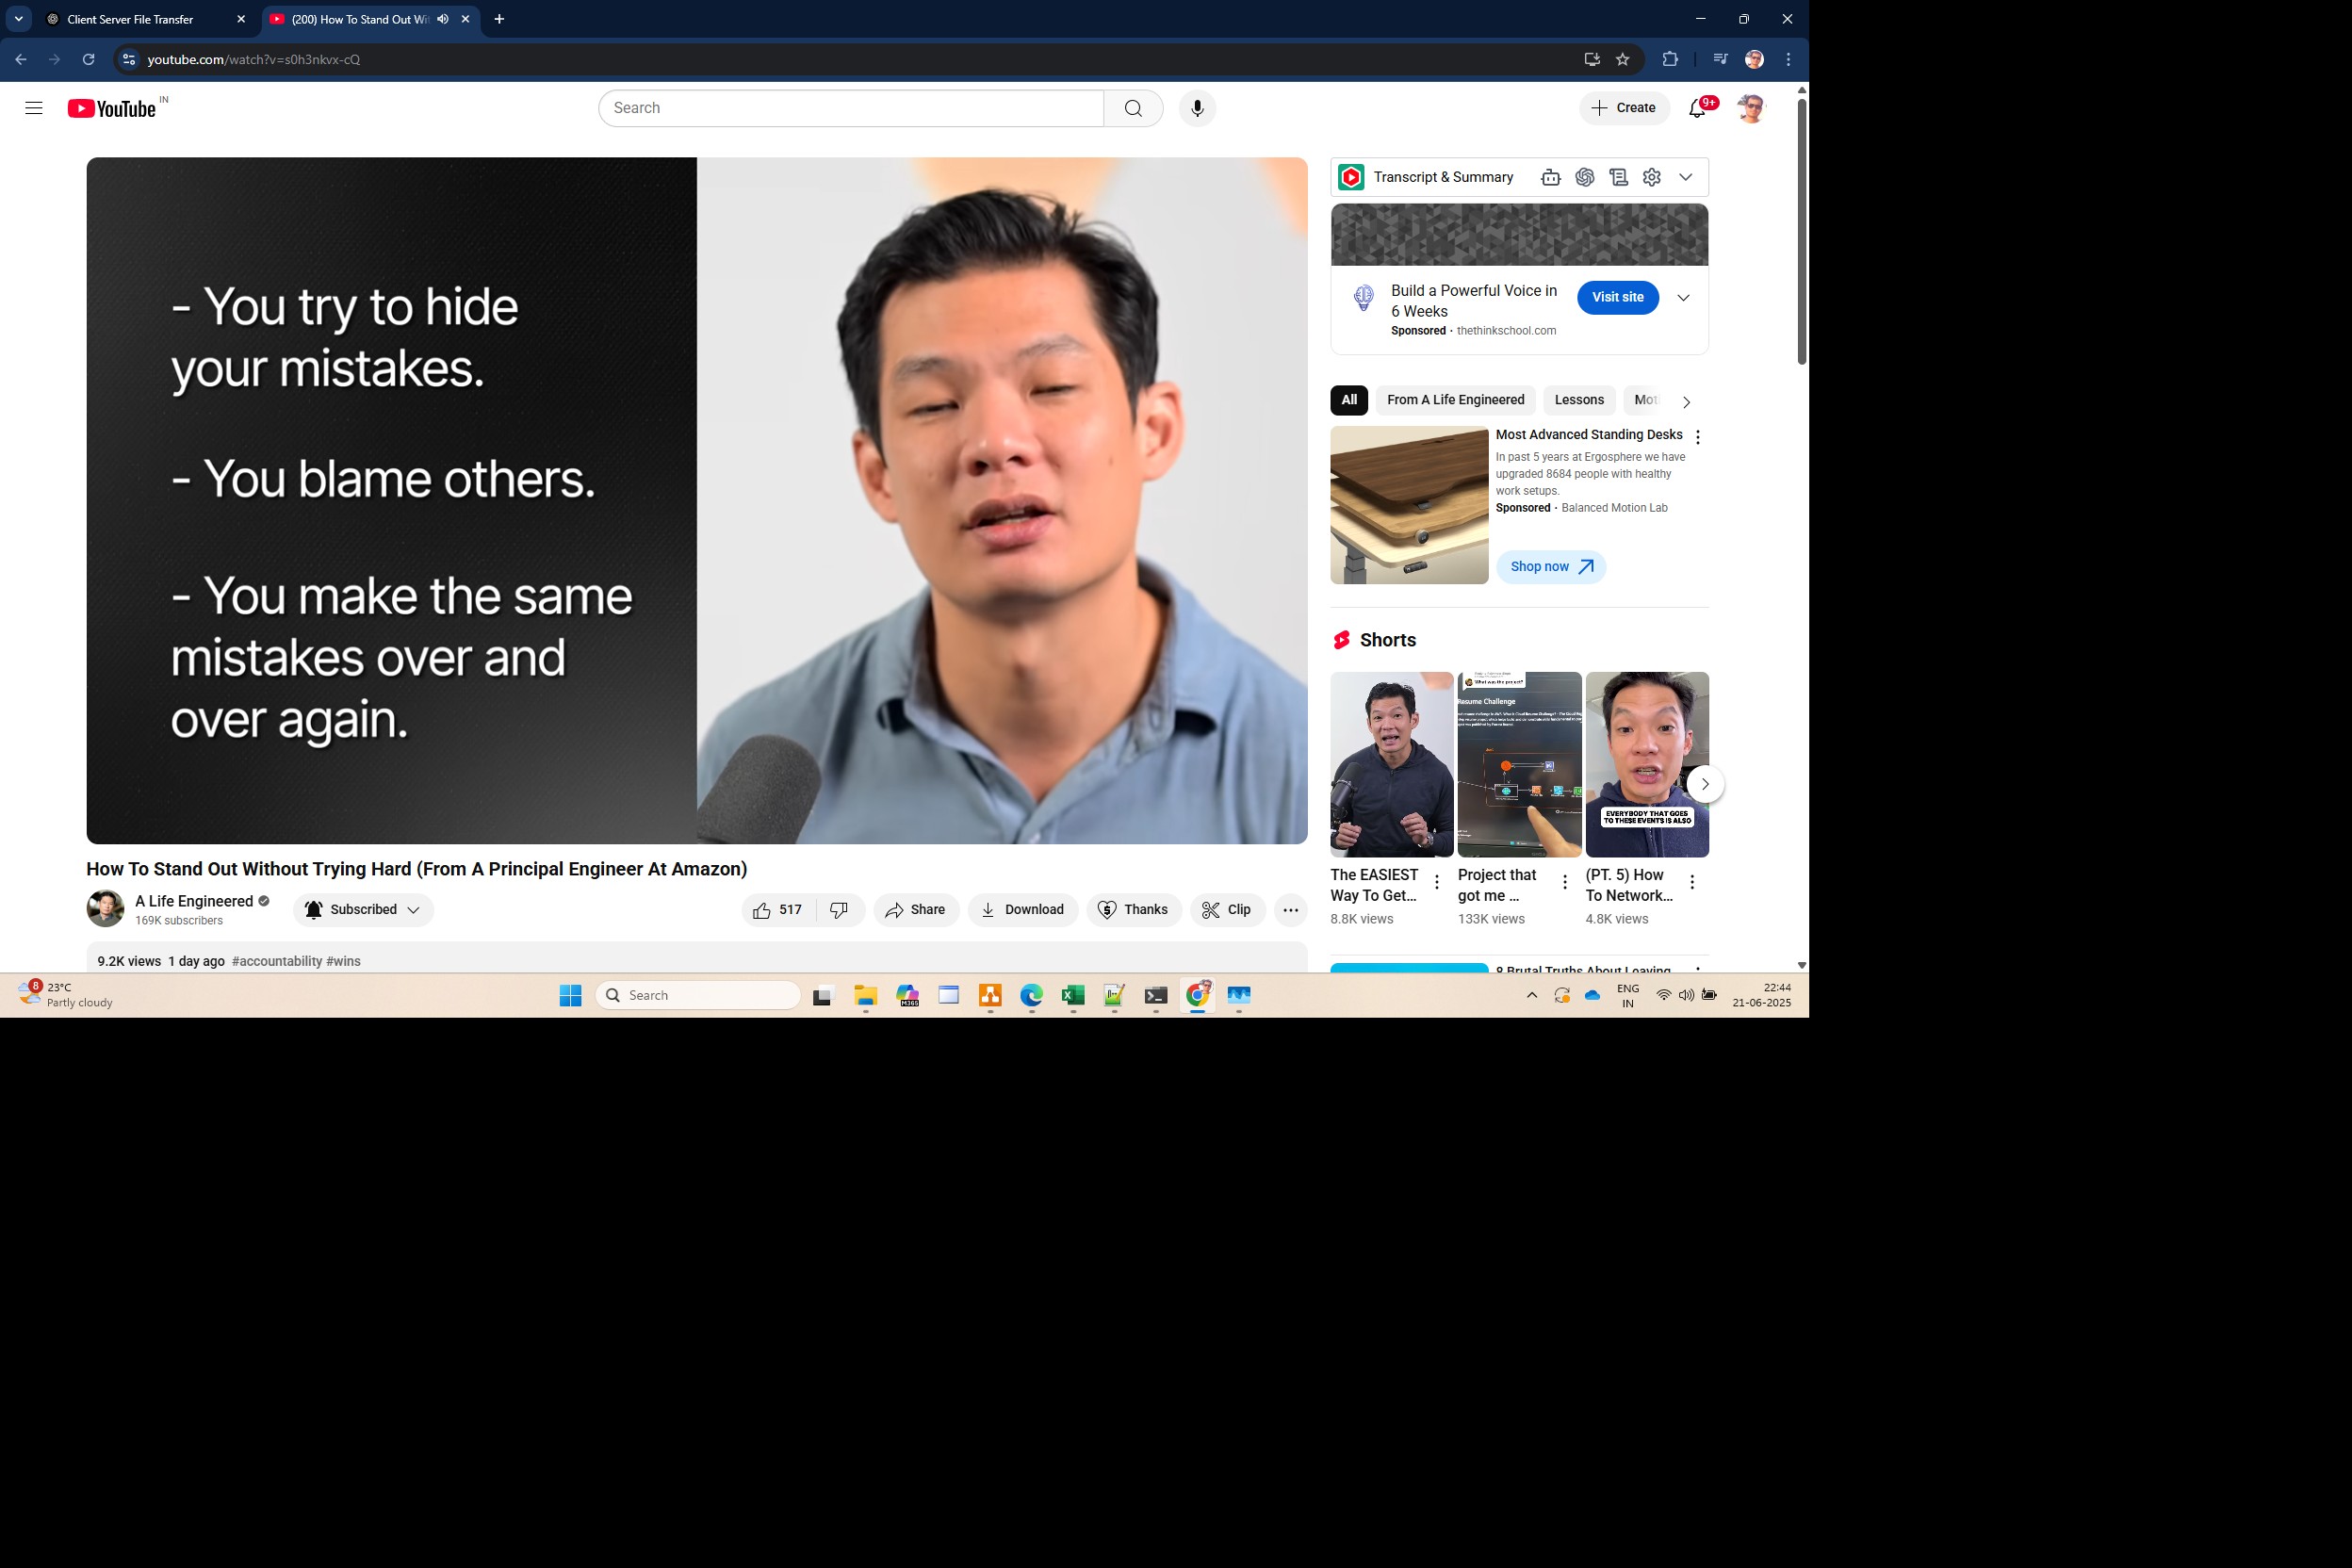 Client Server File Transfer
(200) How To Stand Out Wit
youtube.com/watch?v=s0h3nkvx-cQ
YouTube IN
Search
Create
9+
- You try to hide
your mistakes.
- You blame others.
- You make the same
mistakes over and
over again.
How To Stand Out Without Trying Hard (From A Principal Engineer At Amazon)
A Life Engineered
169K subscribers
Subscribed
517
Share
Download
Thanks
Clip
9.2K views 1 day ago #accountability #wins
Transcript & Summary
Build a Powerful Voice in
6 Weeks
Sponsored · thethinkschool.com
Visit site
All
From A Life Engineered
Lessons
Most Advanced Standing Desks
In past 5 years at Ergosphere we have
upgraded 8684 people with healthy
work setups.
Sponsored · Balanced Motion Lab
Shop now
Shorts
What was the project?
Resume Challenge
EVERYBODY THAT GOES
TO THESE EVENTS IS ALSO
The EASIEST
Way To Get...
8.8K views
Project that
got me ...
133K views
(PT. 5) How
To Network...
4.8K views
8 Brutal Truths About Leaving
8
23°C
Partly cloudy
Search
M365
ENG
IN
22:44
21-06-2025